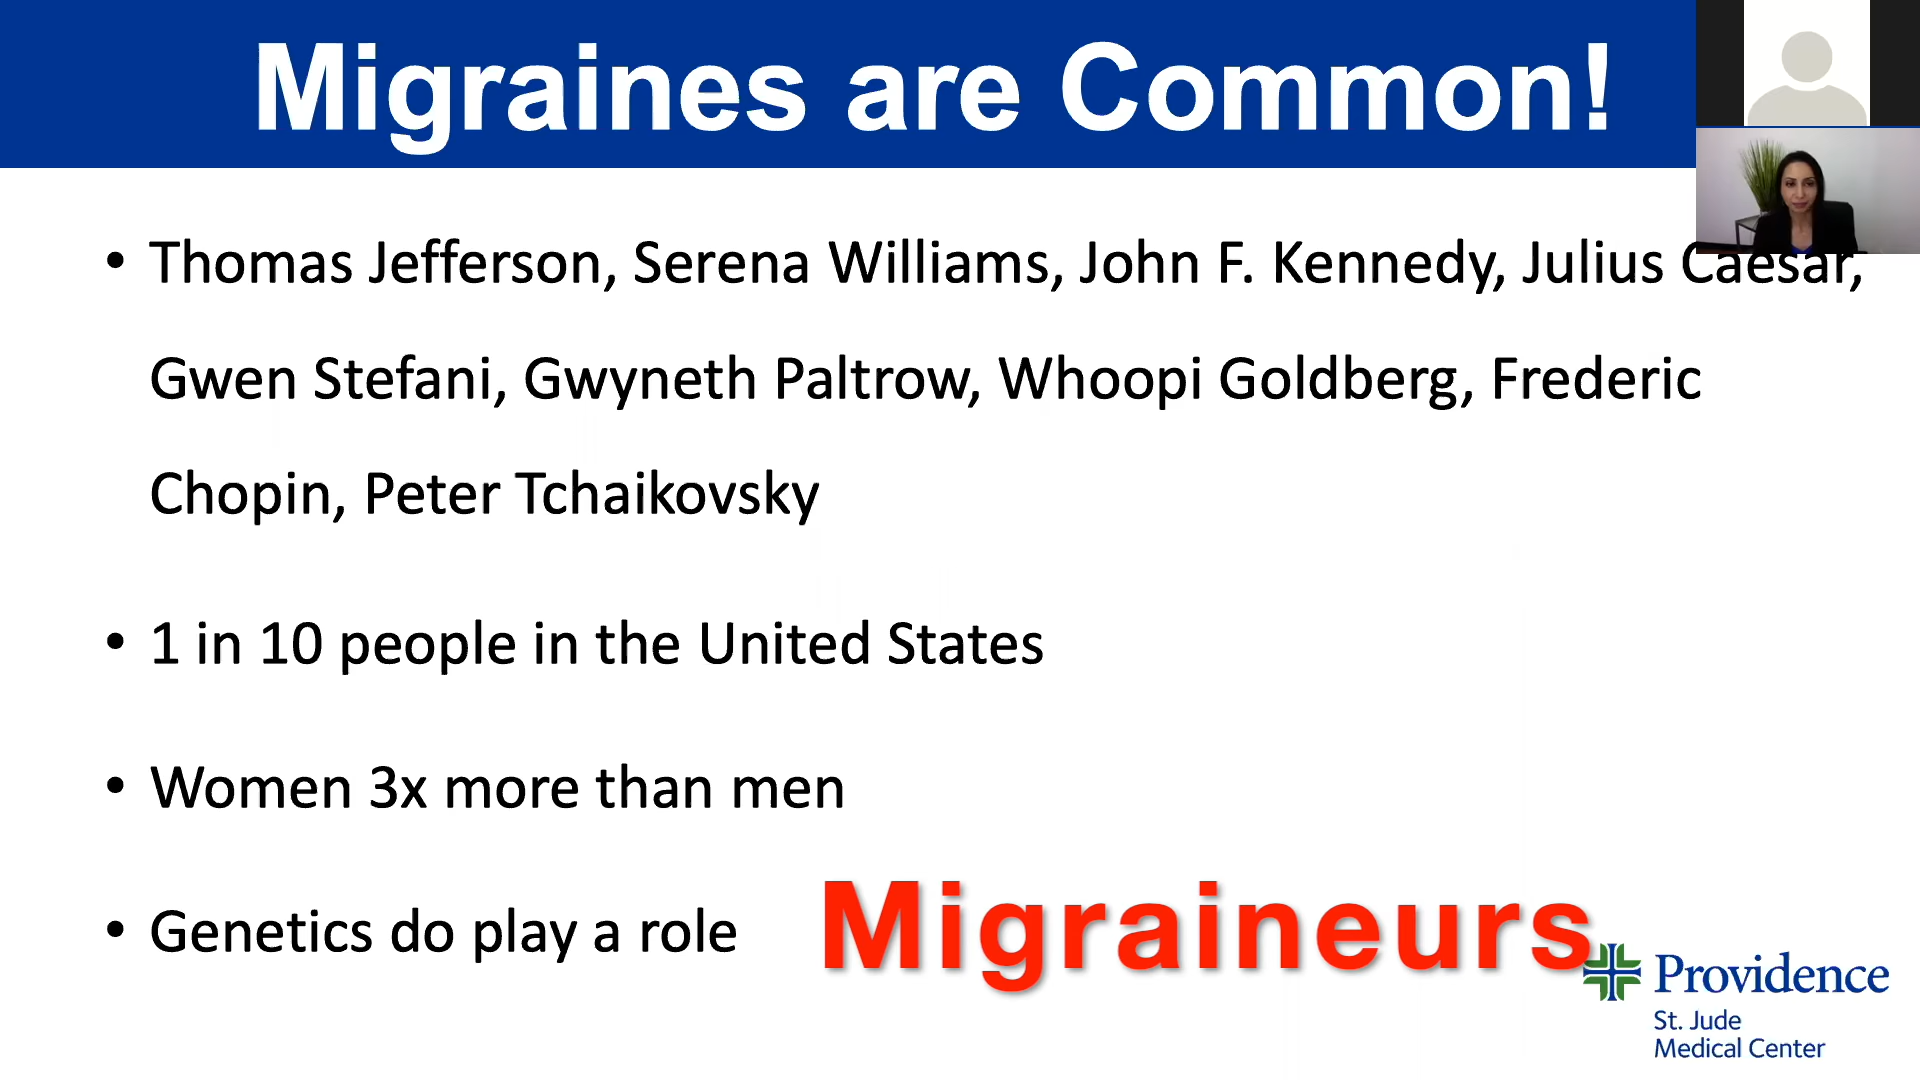 Migraines are Common!
• Thomas Jefferson, Serena Williams, John F. Kennedy, Julius Caesar,
Gwen Stefani, Gwyneth Paltrow, Whoopi Goldberg, Frederic
Chopin, Peter Tchaikovsky
• 1 in 10 people in the United States
• Women 3x more than men
• Genetics do play a role
Migraineurs
Providence
St. Jude
Medical Center